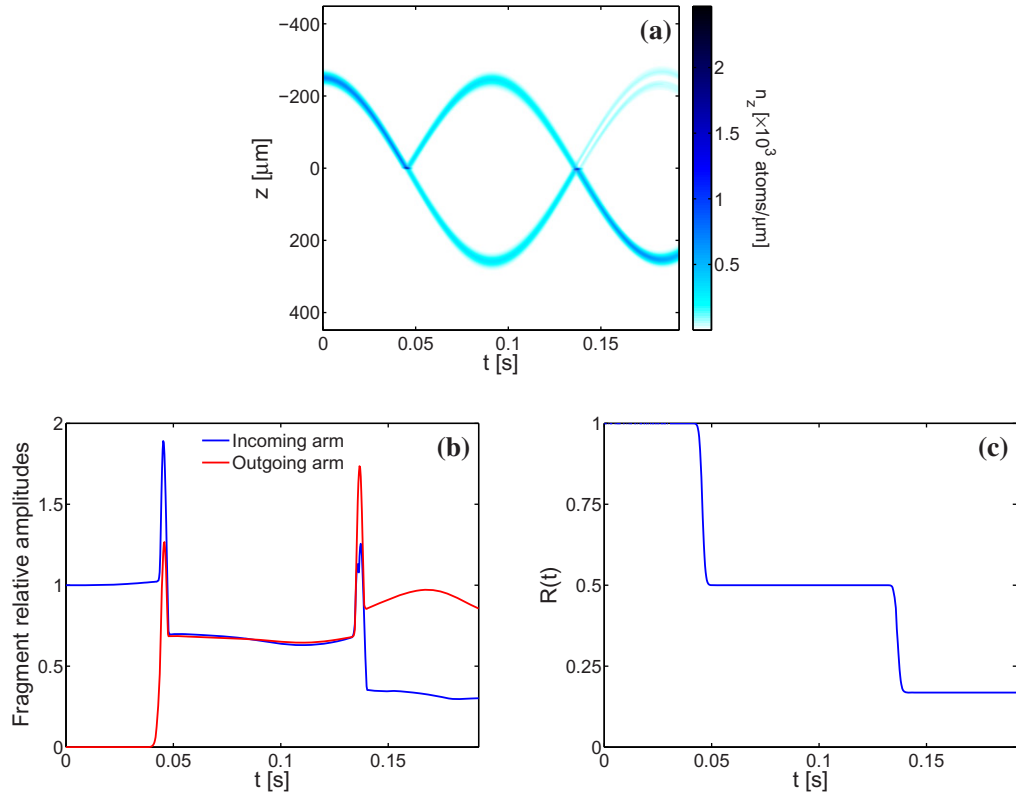 (a)
−400
−200
0
200
400
z [µm]
0
0.05
0.1
0.15
t [s]
2
1.5
1
0.5
n_z [×10³ atoms/µm]
(b)
Incoming arm
Outgoing arm
2
1.5
1
0.5
0
Fragment relative amplitudes
0
0.05
0.1
0.15
t [s]
(c)
1
0.75
0.5
0.25
0
R(t)
0
0.05
0.1
0.15
t [s]